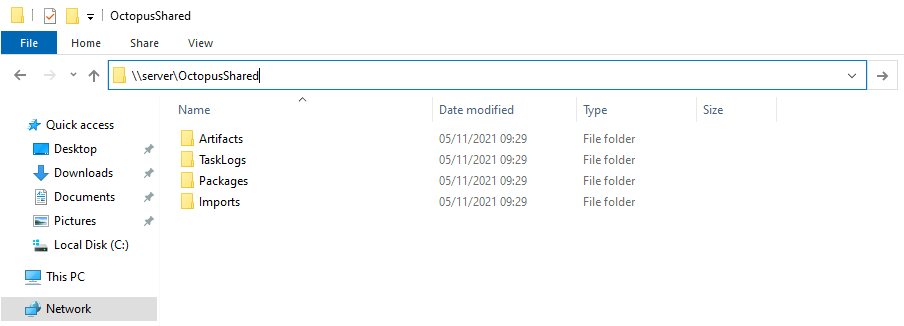 OctopusShared
File Home Share View
\\server\OctopusShared
Name Date modified Type Size
Quick access
Desktop
Downloads
Documents
Pictures
Local Disk (C:)
This PC
Network
Artifacts 05/11/2021 09:29 File folder
TaskLogs 05/11/2021 09:29 File folder
Packages 05/11/2021 09:29 File folder
Imports 05/11/2021 09:29 File folder